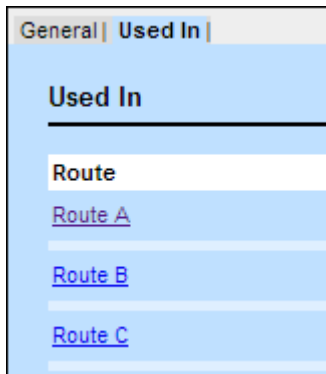 General| Used In|
Used In
Route
Route A
Route B
Route C